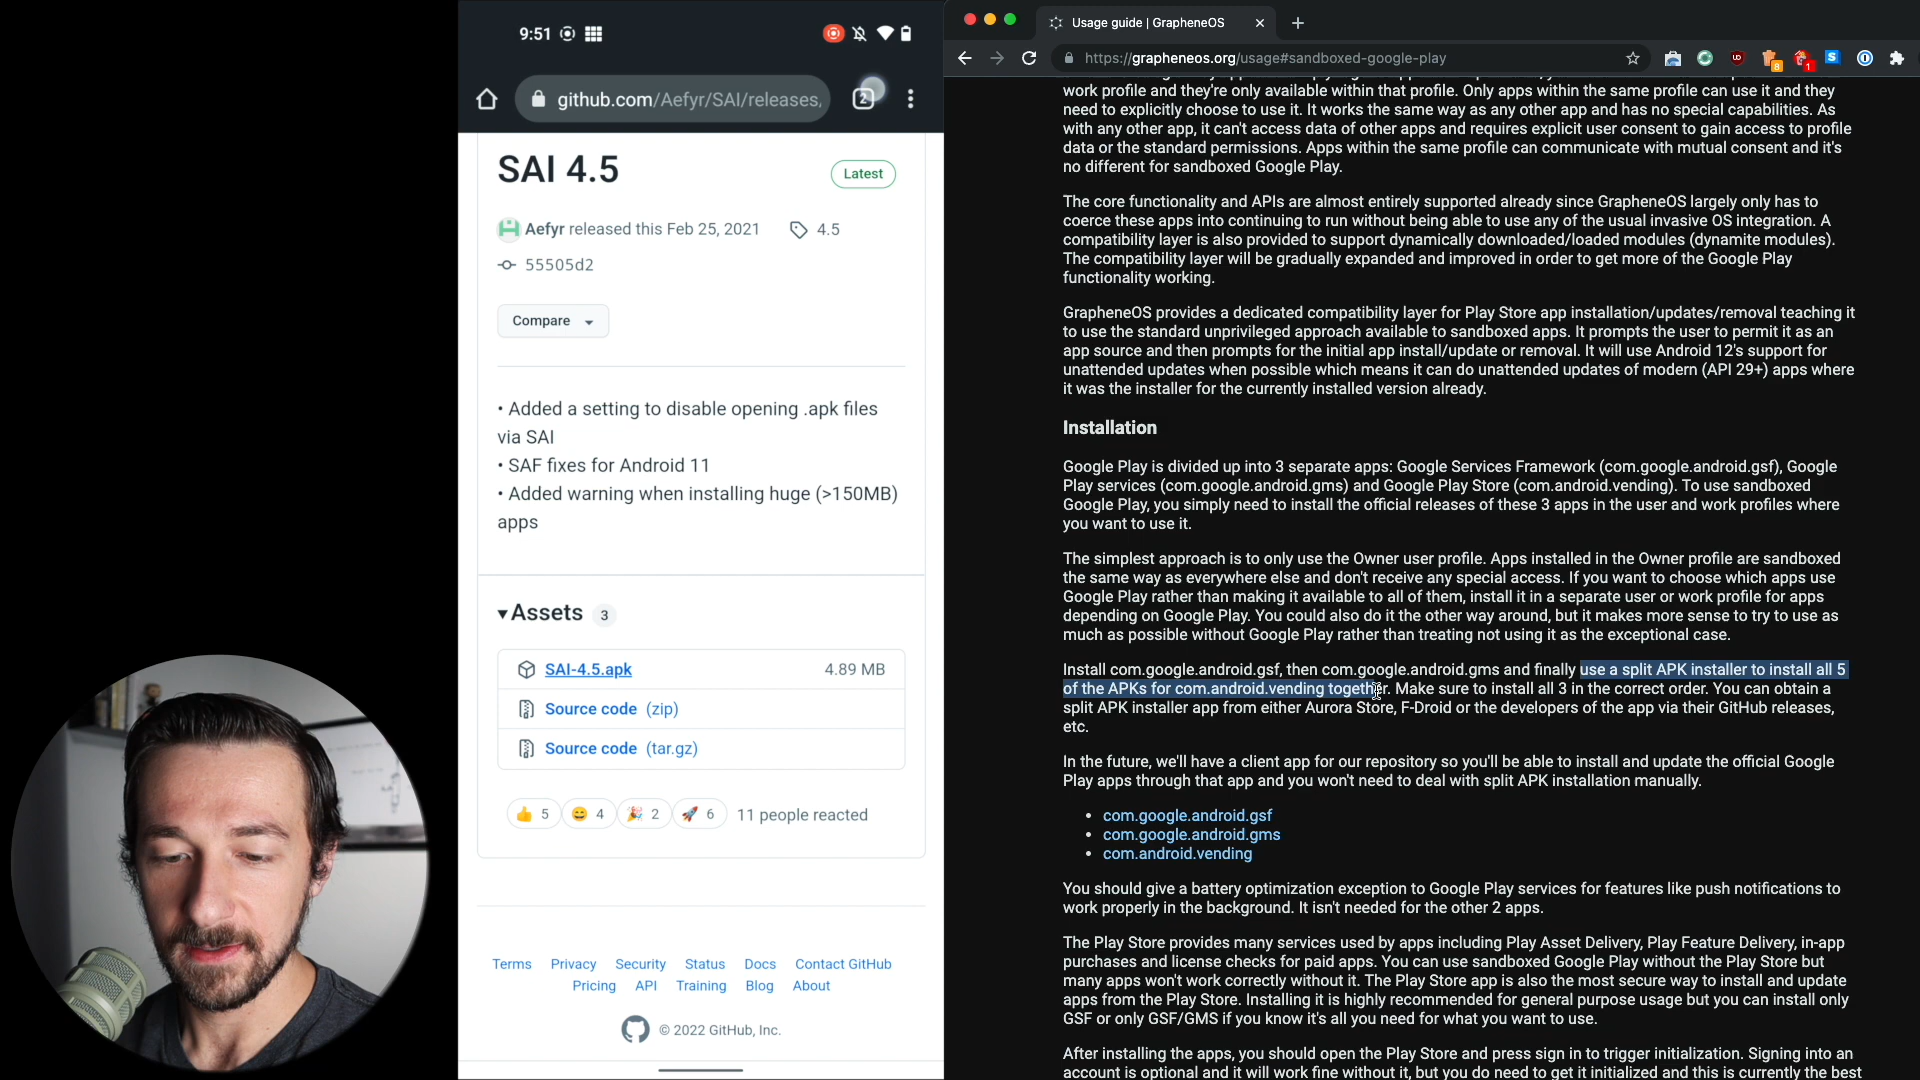 9:51
github.com/Aefyr/SAI/releases,
2
SAI 4.5
Latest
Aefyr released this Feb 25, 2021
4.5
55505d2
Compare
• Added a setting to disable opening .apk files
via SAI
• SAF fixes for Android 11
• Added warning when installing huge (>150MB)
apps
Assets 3
SAI-4.5.apk 4.89 MB
Source code (zip)
Source code (tar.gz)
5 4 2 6 11 people reacted
Terms Privacy Security Status Docs Contact GitHub
Pricing API Training Blog About
© 2022 GitHub, Inc.
Usage guide | GrapheneOS
https://grapheneos.org/usage#sandboxed-google-play
work profile and they're only available within that profile. Only apps within the same profile can use it and they
need to explicitly choose to use it. It works the same way as any other app and has no special capabilities. As
with any other app, it can't access data of other apps and requires explicit user consent to gain access to profile
data or the standard permissions. Apps within the same profile can communicate with mutual consent and it's
no different for sandboxed Google Play.
The core functionality and APIs are almost entirely supported already since GrapheneOS largely only has to
coerce these apps into continuing to run without being able to use any of the usual invasive OS integration. A
compatibility layer is also provided to support dynamically downloaded/loaded modules (dynamite modules).
The compatibility layer will be gradually expanded and improved in order to get more of the Google Play
functionality working.
GrapheneOS provides a dedicated compatibility layer for Play Store app installation/updates/removal teaching it
to use the standard unprivileged approach available to sandboxed apps. It prompts the user to permit it as an
app source and then prompts for the initial app install/update or removal. It will use Android 12's support for
unattended updates when possible which means it can do unattended updates of modern (API 29+) apps where
it was the installer for the currently installed version already.
Installation
Google Play is divided up into 3 separate apps: Google Services Framework (com.google.android.gsf), Google
Play services (com.google.android.gms) and Google Play Store (com.android.vending). To use sandboxed
Google Play, you simply need to install the official releases of these 3 apps in the user and work profiles where
you want to use it.
The simplest approach is to only use the Owner user profile. Apps installed in the Owner profile are sandboxed
the same way as everywhere else and don't receive any special access. If you want to choose which apps use
Google Play rather than making it available to all of them, install it in a separate user or work profile for apps
depending on Google Play. You could also do it the other way around, but it makes more sense to try to use as
much as possible without Google Play rather than treating not using it as the exceptional case.
Install com.google.android.gsf, then com.google.android.gms and finally use a split APK installer to install all 5
of the APKs for com.android.vending together. Make sure to install all 3 in the correct order. You can obtain a
split APK installer app from either Aurora Store, F-Droid or the developers of the app via their GitHub releases,
etc.
In the future, we'll have a client app for our repository so you'll be able to install and update the official Google
Play apps through that app and you won't need to deal with split APK installation manually.
• com.google.android.gsf
• com.google.android.gms
• com.android.vending
You should give a battery optimization exception to Google Play services for features like push notifications to
work properly in the background. It isn't needed for the other 2 apps.
The Play Store provides many services used by apps including Play Asset Delivery, Play Feature Delivery, in-app
purchases and license checks for paid apps. You can use sandboxed Google Play without the Play Store but
many apps won't work correctly without it. The Play Store app is also the most secure way to install and update
apps from the Play Store. Installing it is highly recommended for general purpose usage but you can install only
GSF or only GSF/GMS if you know it's all you need for what you want to use.
After installing the apps, you should open the Play Store and press sign in to trigger initialization. Signing into an
account is optional and it will work fine without it, but you do need to get it initialized and this is currently the best